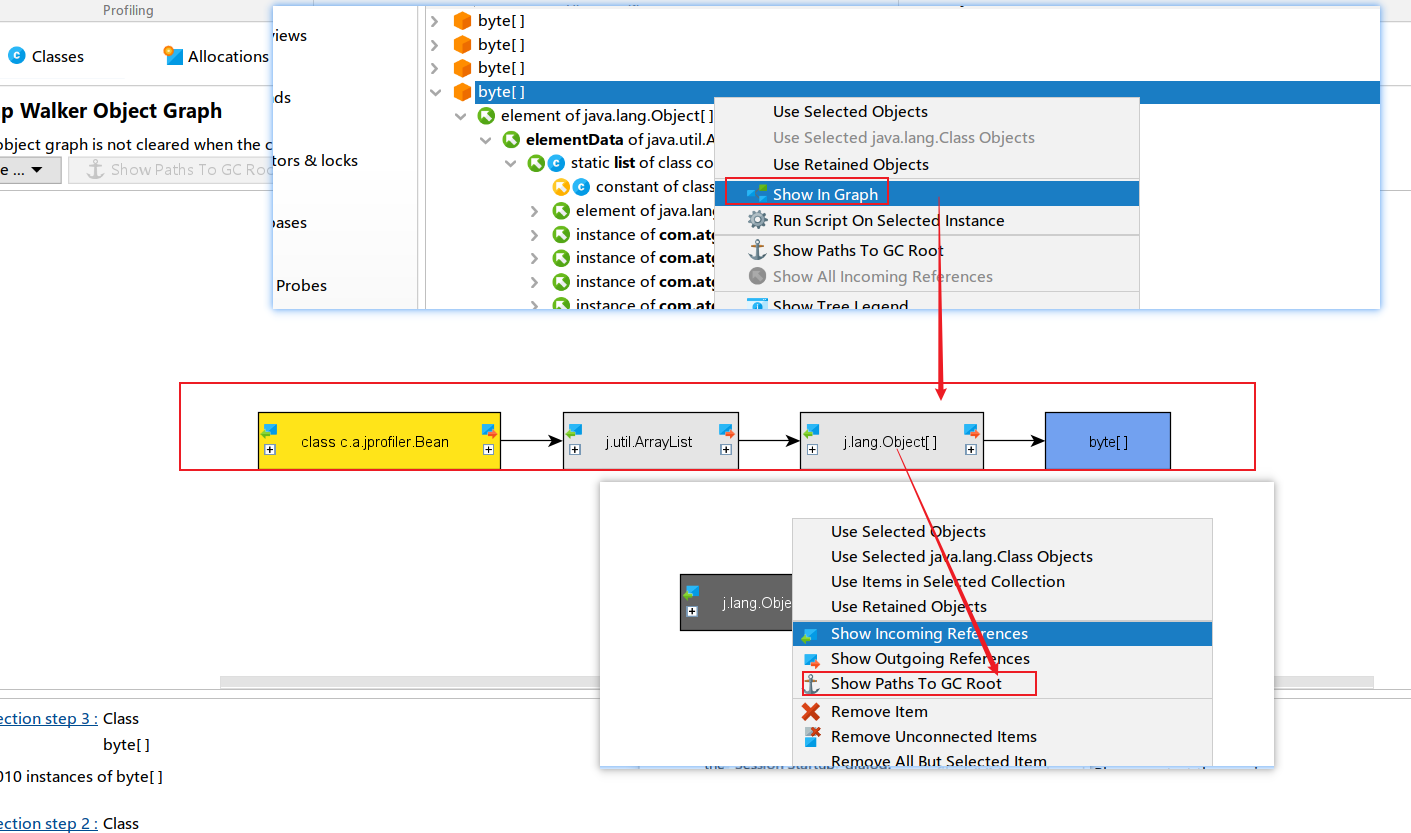 Profiling
Classes
Allocations
p Walker Object Graph
object graph is not cleared when the c
e ...
Show Paths To GC Roo
views
ds
tors & locks
bases
Probes
byte[ ]
byte[ ]
byte[ ]
byte[ ]
element of java.lang.Object[ ]
elementData of java.util.A
static list of class co
constant of class
element of java.lang
instance of com.atg
instance of com.atg
instance of com.atg
instance of com.atg
Use Selected Objects
Use Selected java.lang.Class Objects
Use Retained Objects
Show In Graph
Run Script On Selected Instance
Show Paths To GC Root
Show All Incoming References
Show Tree Legend
class c.a.jprofiler.Bean
j.util.ArrayList
j.lang.Object[ ]
byte[ ]
j.lang.Obje
Use Selected Objects
Use Selected java.lang.Class Objects
Use Items in Selected Collection
Use Retained Objects
Show Incoming References
Show Outgoing References
Show Paths To GC Root
Remove Item
Remove Unconnected Items
Remove All But Selected Item
the "Session Startup" dialog.
ection step 3 : Class
byte[ ]
010 instances of byte[ ]
ection step 2 : Class